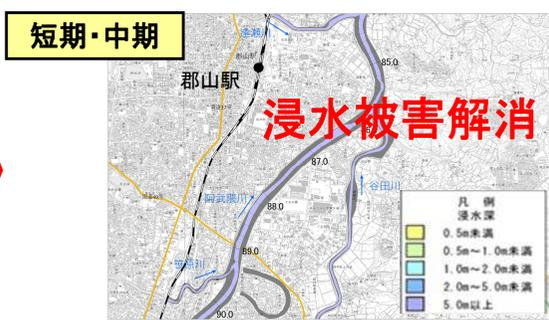 短期・中期
逢瀬川
郡山駅
85.0
浸水被害解消
87.0
谷田川
阿武隈川
88.0
89.0
笹原川
90.0
凡 例
浸水深
0.5m未満
0.5m～1.0m未満
1.0m～2.0m未満
2.0m～5.0m未満
5.0m以上